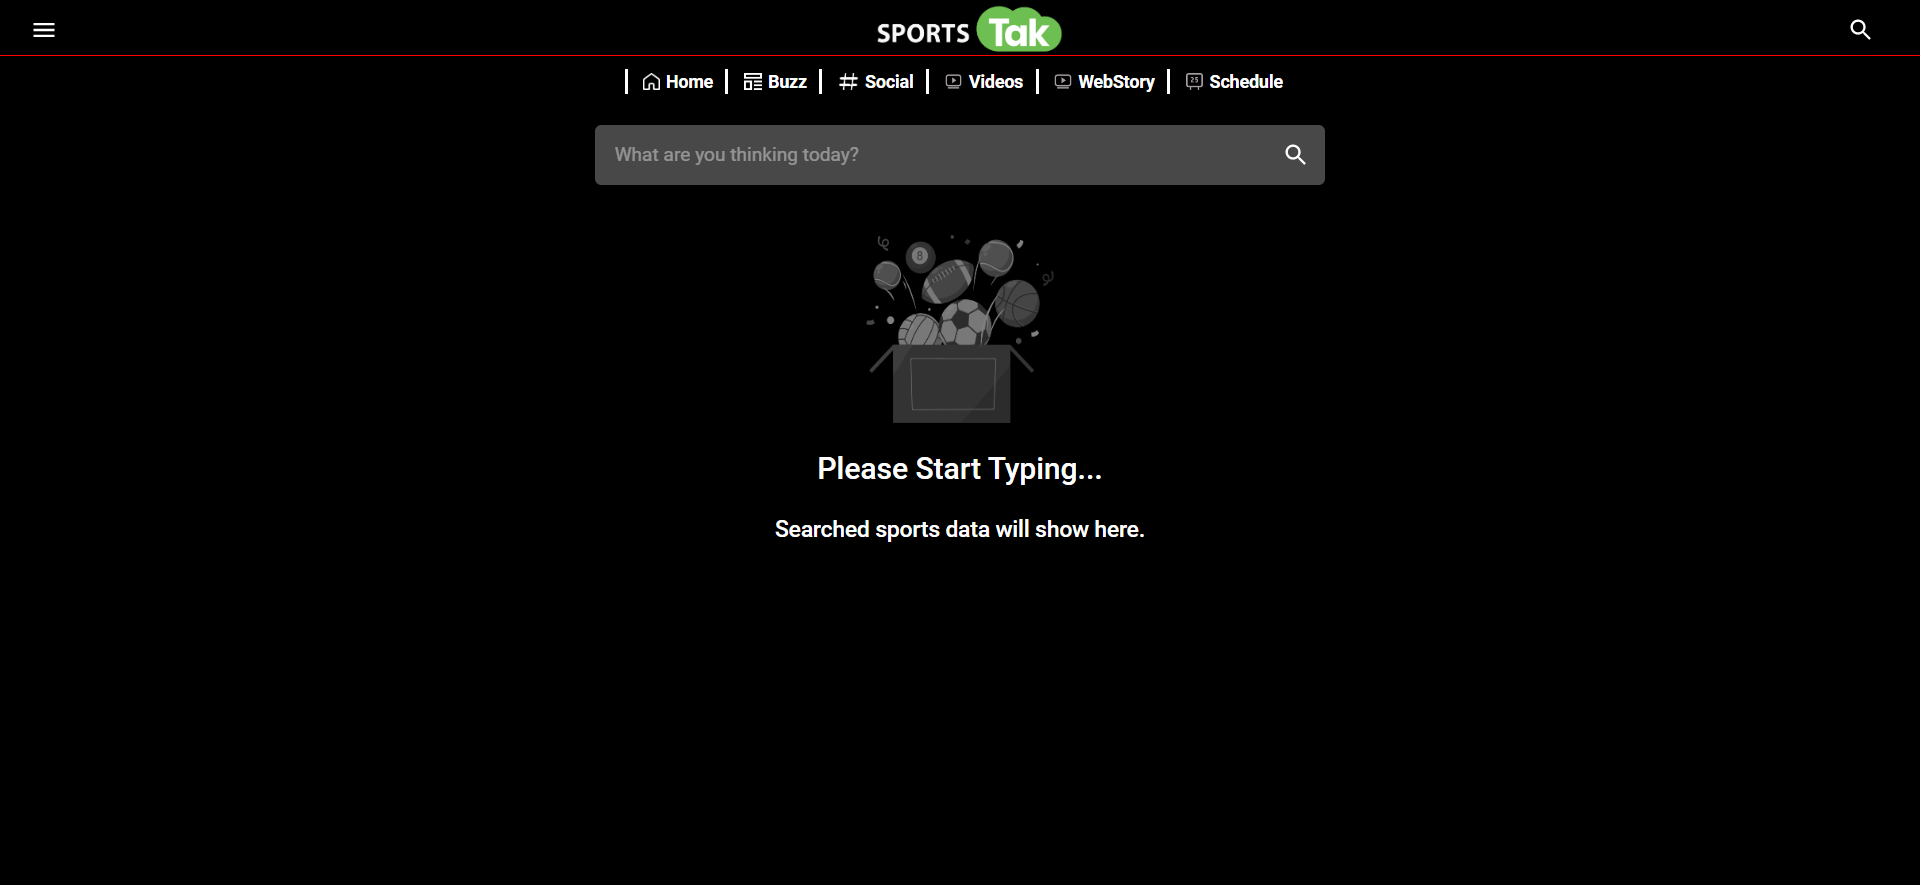 SPORTS Tak
Home Buzz Social Videos WebStory Schedule
What are you thinking today?
8
Please Start Typing...
Searched sports data will show here.